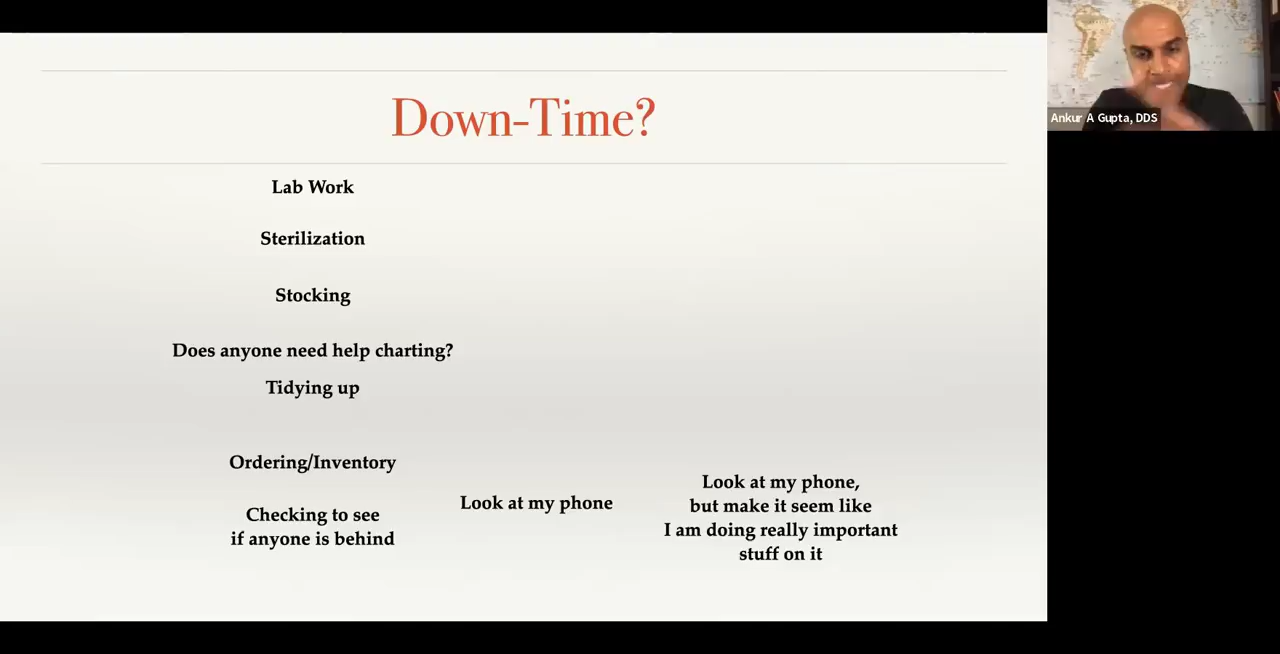 Down-Time?
Lab Work
Sterilization
Stocking
Does anyone need help charting?
Tidying up
Ordering/Inventory
Checking to see
if anyone is behind
Look at my phone
Look at my phone,
but make it seem like
I am doing really important
stuff on it
Ankur A Gupta, DDS